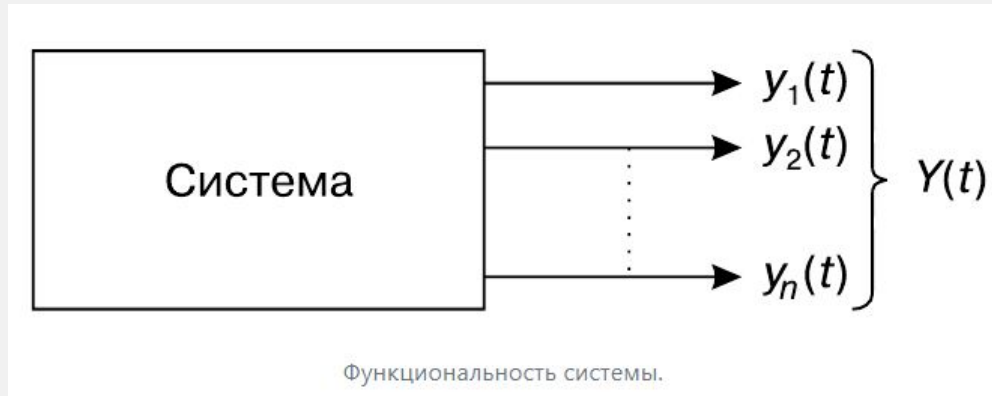 Система
y₁(t)
y₂(t)
yₙ(t)
Y(t)
Функциональность системы.